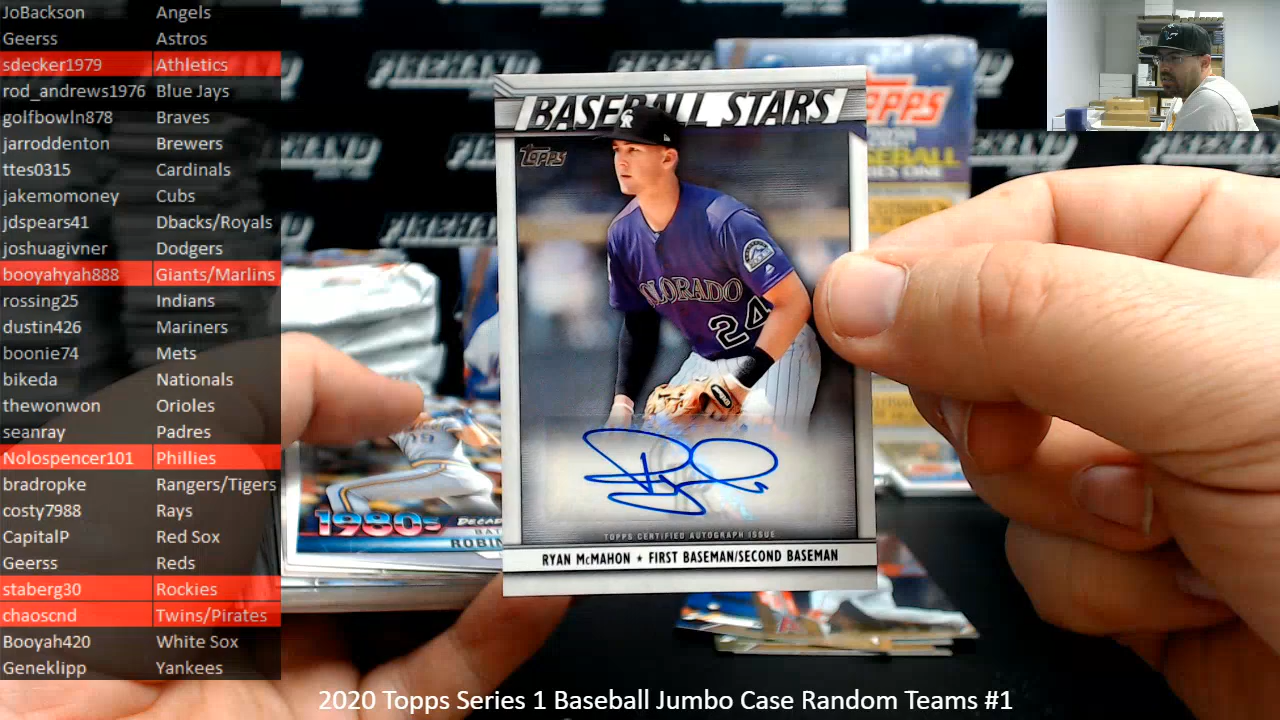 JoBackson Angels
Geerss Astros
sdecker1979 Athletics
rod_andrews1976 Blue Jays
golfbowln878 Braves
jarroddenton Brewers
ttes0315 Cardinals
jakemomoney Cubs
jdspears41 Dbacks/Royals
joshuagivner Dodgers
booyahyah888 Giants/Marlins
rossing25 Indians
dustin426 Mariners
boonie74 Mets
bikeda Nationals
thewonwon Orioles
seanray Padres
Nolospencer101 Phillies
bradropke Rangers/Tigers
costy7988 Rays
CapitalP Red Sox
Geerss Reds
staberg30 Rockies
chaoscnd Twins/Pirates
Booyah420 White Sox
Geneklipp Yankees
FIREHAND
BASEBALL STARS
TOPPS
COLORADO
24
TOPPS CERTIFIED AUTOGRAPH ISSUE
RYAN McMAHON ★ FIRST BASEMAN/SECOND BASEMAN
TOPPS
BASEBALL
19
1980s
ROBIN
2020 Topps Series 1 Baseball Jumbo Case Random Teams #1